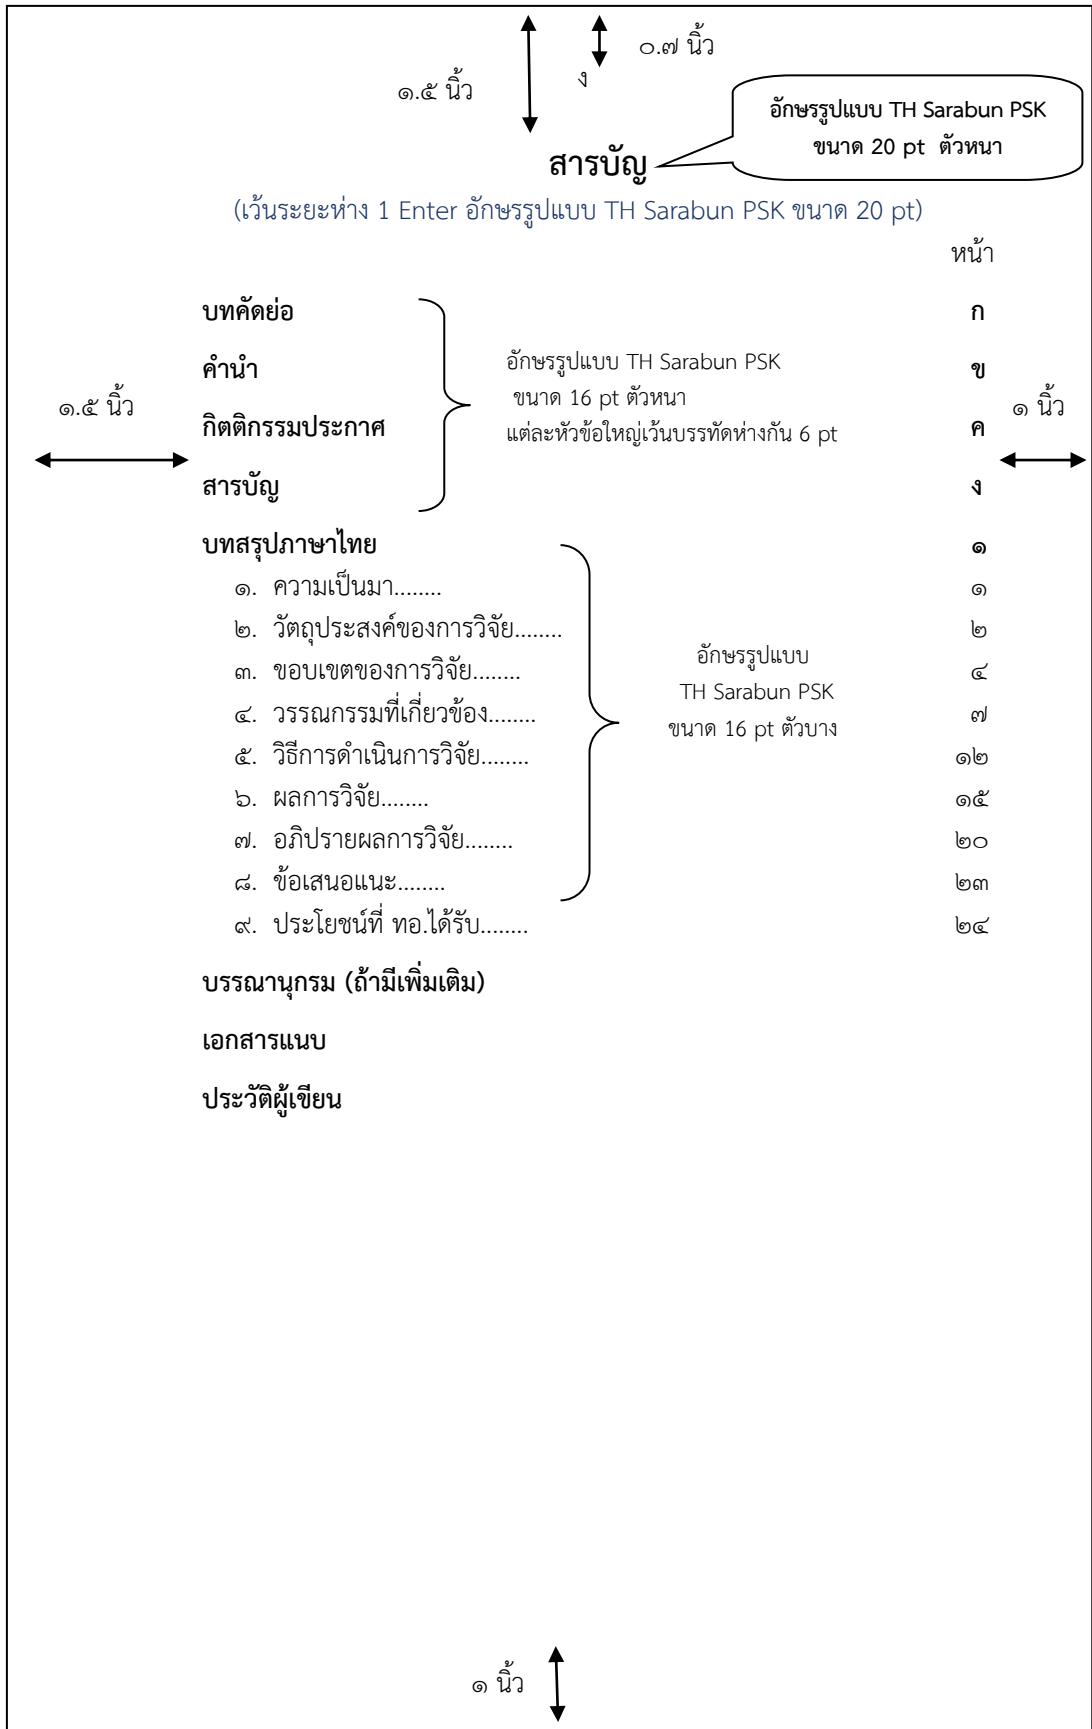 ๐.๗ นิ้ว
ง
๑.๕ นิ้ว
อักษรรูปแบบ TH Sarabun PSK
ขนาด 20 pt ตัวหนา
สารบัญ
(เว้นระยะห่าง 1 Enter อักษรรูปแบบ TH Sarabun PSK ขนาด 20 pt)
หน้า
บทคัดย่อ ก
คำนำ ข
กิตติกรรมประกาศ ค
สารบัญ ง
อักษรรูปแบบ TH Sarabun PSK
ขนาด 16 pt ตัวหนา
แต่ละหัวข้อใหญ่เว้นบรรทัดห่างกัน 6 pt
๑.๕ นิ้ว
๑ นิ้ว
บทสรุปภาษาไทย ๑
๑. ความเป็นมา........ ๑
๒. วัตถุประสงค์ของการวิจัย........ ๒
๓. ขอบเขตของการวิจัย........ ๔
๔. วรรณกรรมที่เกี่ยวข้อง........ ๗
๕. วิธีการดำเนินการวิจัย........ ๑๒
๖. ผลการวิจัย........ ๑๕
๗. อภิปรายผลการวิจัย........ ๒๐
๘. ข้อเสนอแนะ........ ๒๓
๙. ประโยชน์ที่ ทอ.ได้รับ........ ๒๔
อักษรรูปแบบ
TH Sarabun PSK
ขนาด 16 pt ตัวบาง
บรรณานุกรม (ถ้ามีเพิ่มเติม)
เอกสารแนบ
ประวัติผู้เขียน
๑ นิ้ว